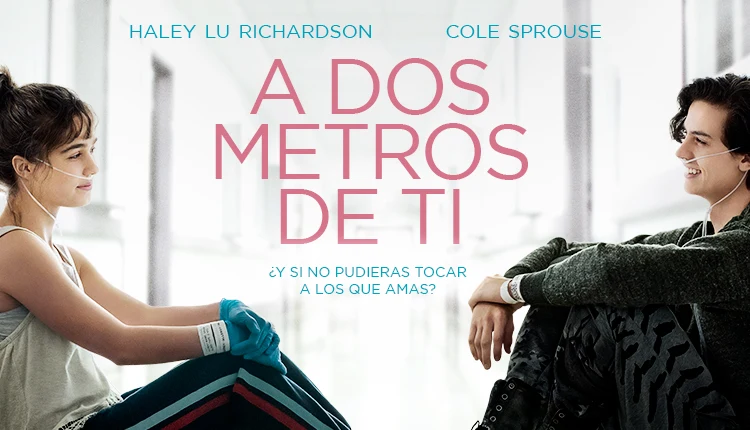 HALEY LU RICHARDSON COLE SPROUSE
A DOS
METROS
DE TI
¿Y SI NO PUDIERAS TOCAR
A LOS QUE AMAS?